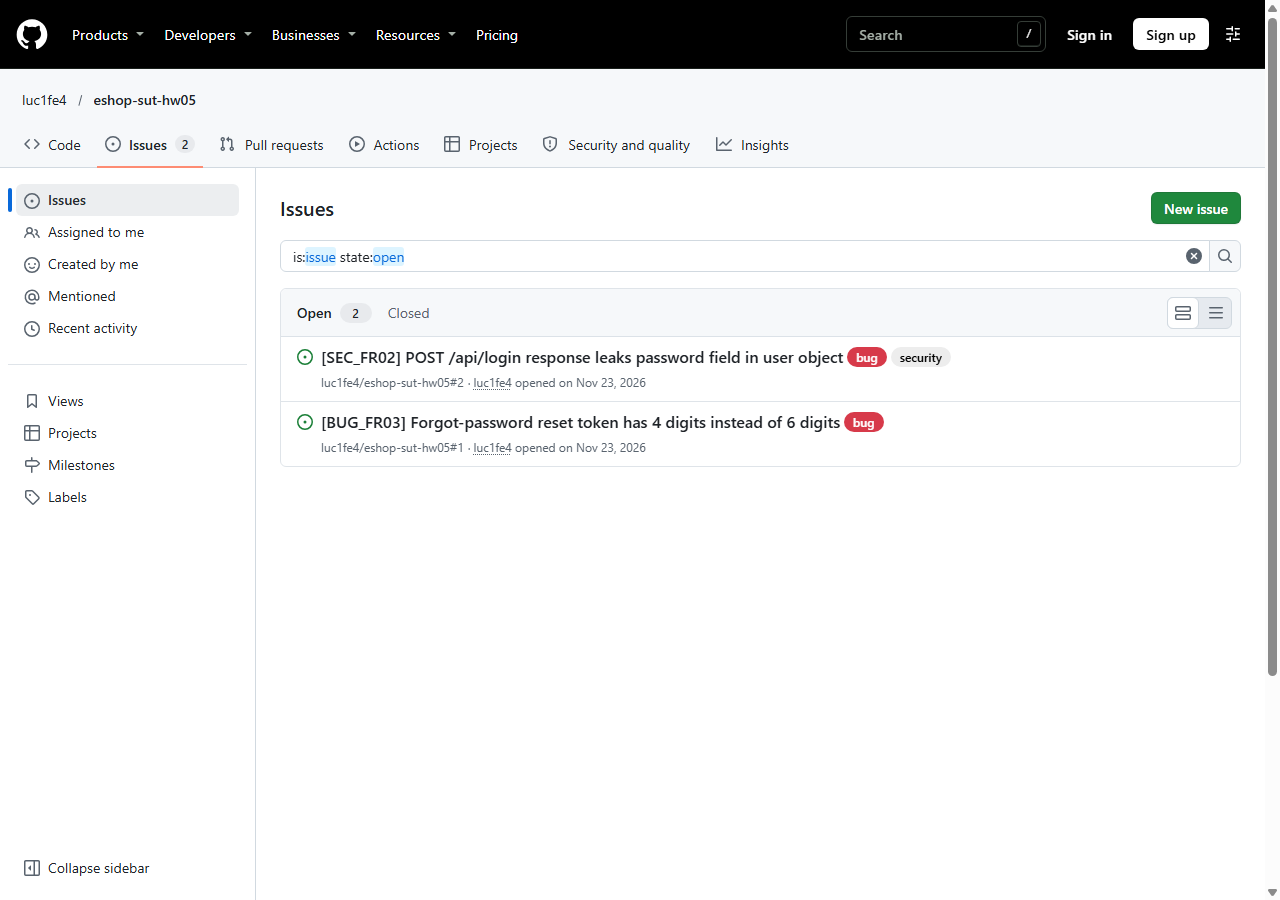 Products Developers Businesses Resources Pricing Search / Sign in Sign up
luc1fe4 / eshop-sut-hw05
Code Issues 2 Pull requests Actions Projects Security and quality Insights
Issues
Assigned to me
Created by me
Mentioned
Recent activity
Views
Projects
Milestones
Labels
Collapse sidebar
Issues New issue
is:issue state:open
Open 2 Closed
[SEC_FR02] POST /api/login response leaks password field in user object bug security
luc1fe4/eshop-sut-hw05#2 · luc1fe4 opened on Nov 23, 2026
[BUG_FR03] Forgot-password reset token has 4 digits instead of 6 digits bug
luc1fe4/eshop-sut-hw05#1 · luc1fe4 opened on Nov 23, 2026